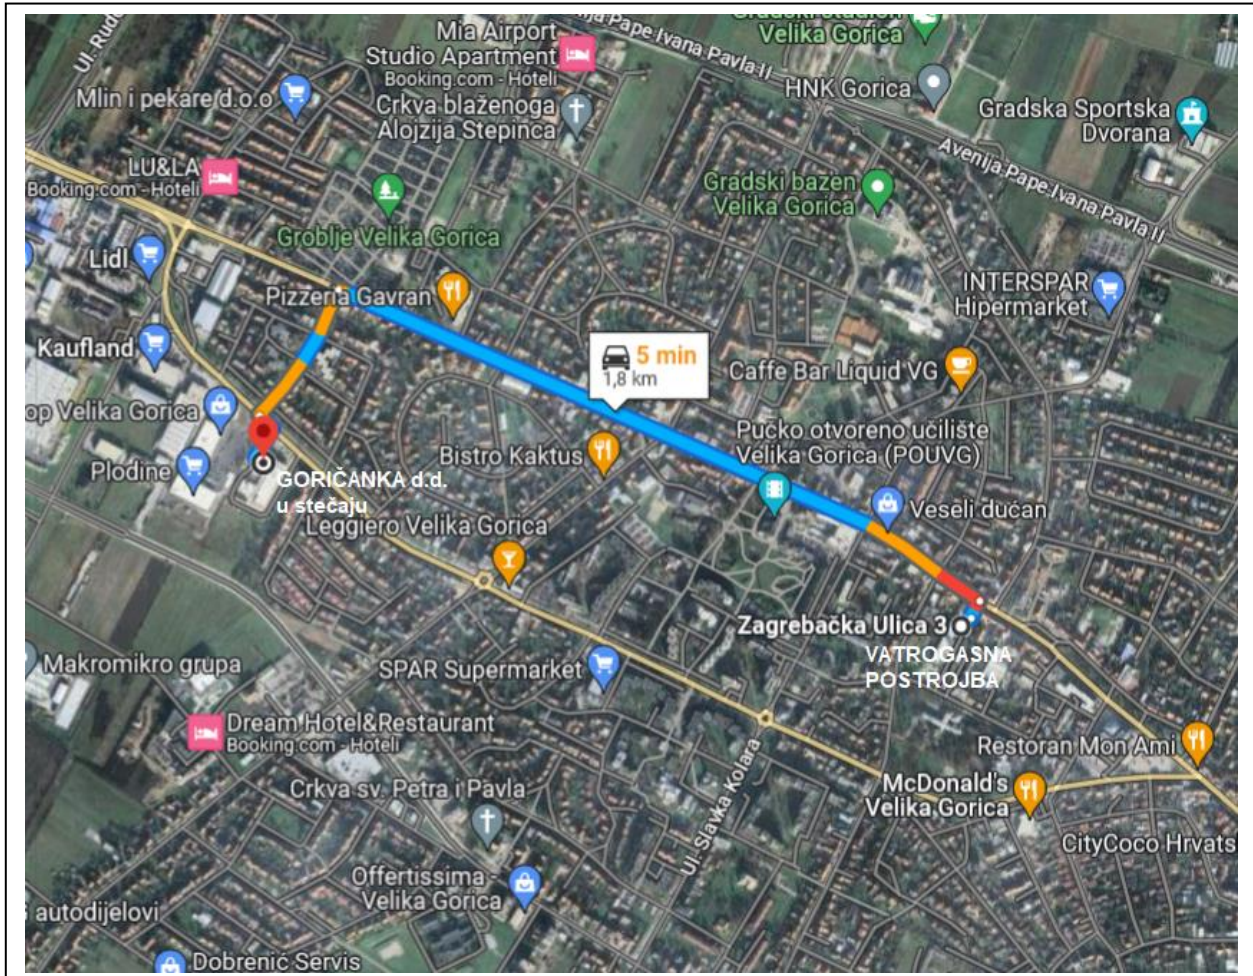 Gradski stadion
Velika Gorica
Mia Airport
Studio Apartment
Booking.com - Hoteli
Avenija Pape Ivana Pavla II
Ul. Rudo
Mlin i pekare d.o.o
HNK Gorica
Crkva blaženoga
Alojzija Stepinca
Gradska Sportska
Dvorana
Avenija Pape Ivana Pavla II
LU&LA
Booking.com - Hoteli
Gradski bazen
Velika Gorica
Groblje Velika Gorica
Lidl
Pizzeria Gavran
INTERSPAR
Hipermarket
Kaufland
5 min
1,8 km
Caffe Bar Liquid VG
op Velika Gorica
Pučko otvoreno učilište
Velika Gorica (POUVG)
Bistro Kaktus
Plodine
GORIČANKA d.d.
u stečaju
Veseli dućan
Leggiero Velika Gorica
Zagrebačka Ulica 3
VATROGASNA
POSTROJBA
Makromikro grupa
SPAR Supermarket
Dream Hotel&Restaurant
Booking.com - Hoteli
Restoran Mon Ami
Ul. Slavka Kolara
McDonald's
Velika Gorica
Crkva sv. Petra i Pavla
CityCoco Hrvats
Offertissima -
Velika Gorica
autodijelovi
Dobrenić Servis